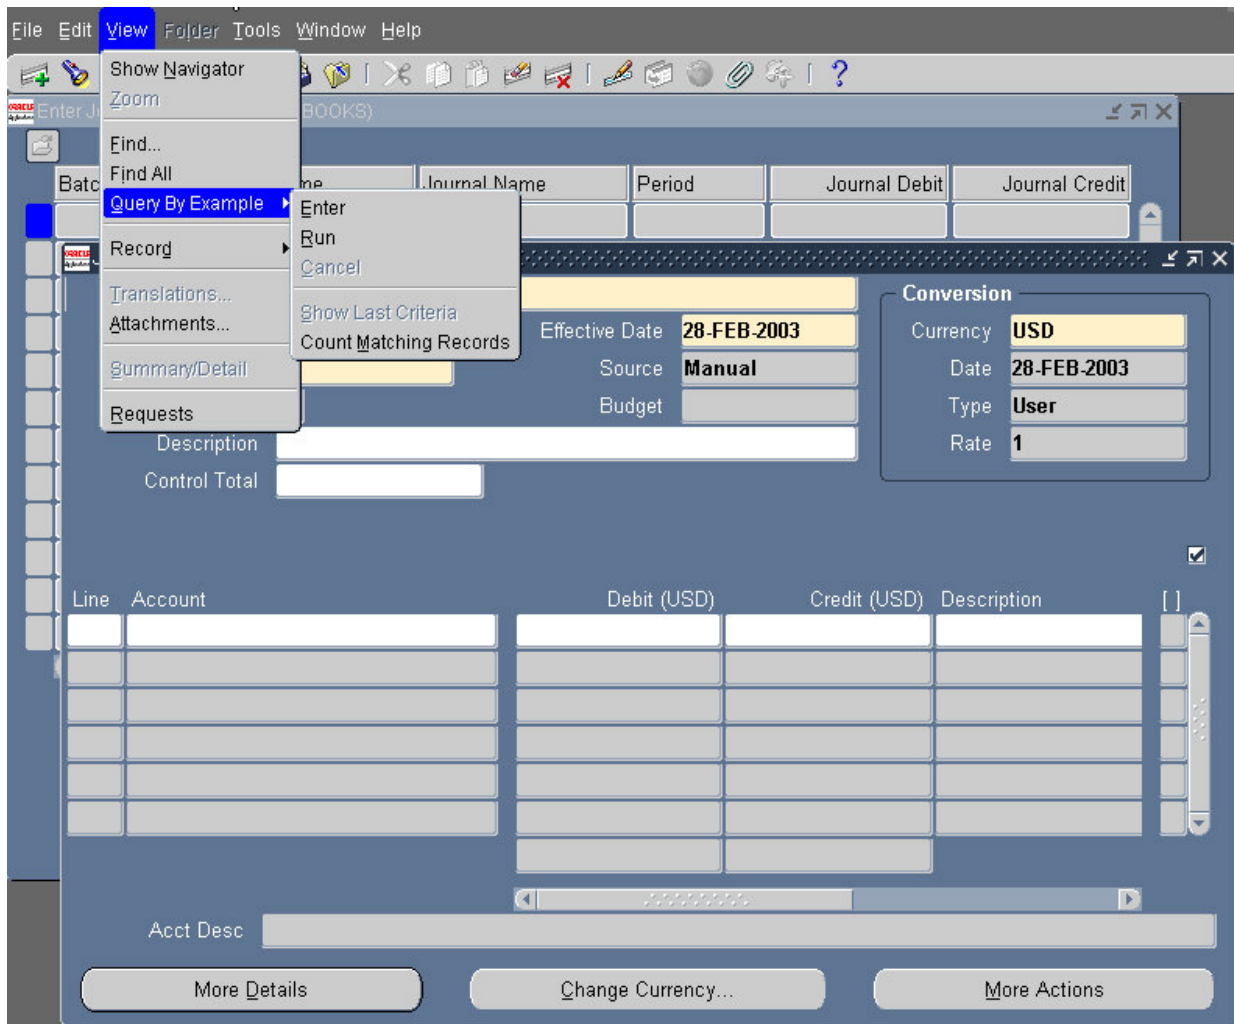 File Edit View Folder Tools Window Help
Show Navigator
Zoom
Find...
Find All
Query By Example
Record
Translations...
Attachments...
Summary/Detail
Requests
Enter
Run
Cancel
Show Last Criteria
Count Matching Records
ORACLE Enter BOOKS)
Journal Name Period Journal Debit Journal Credit
ORACLE
Effective Date 28-FEB-2003
Source Manual
Budget
Description
Control Total
Conversion
Currency USD
Date 28-FEB-2003
Type User
Rate 1
Line Account Debit (USD) Credit (USD) Description [ ]
Acct Desc
More Details Change Currency... More Actions